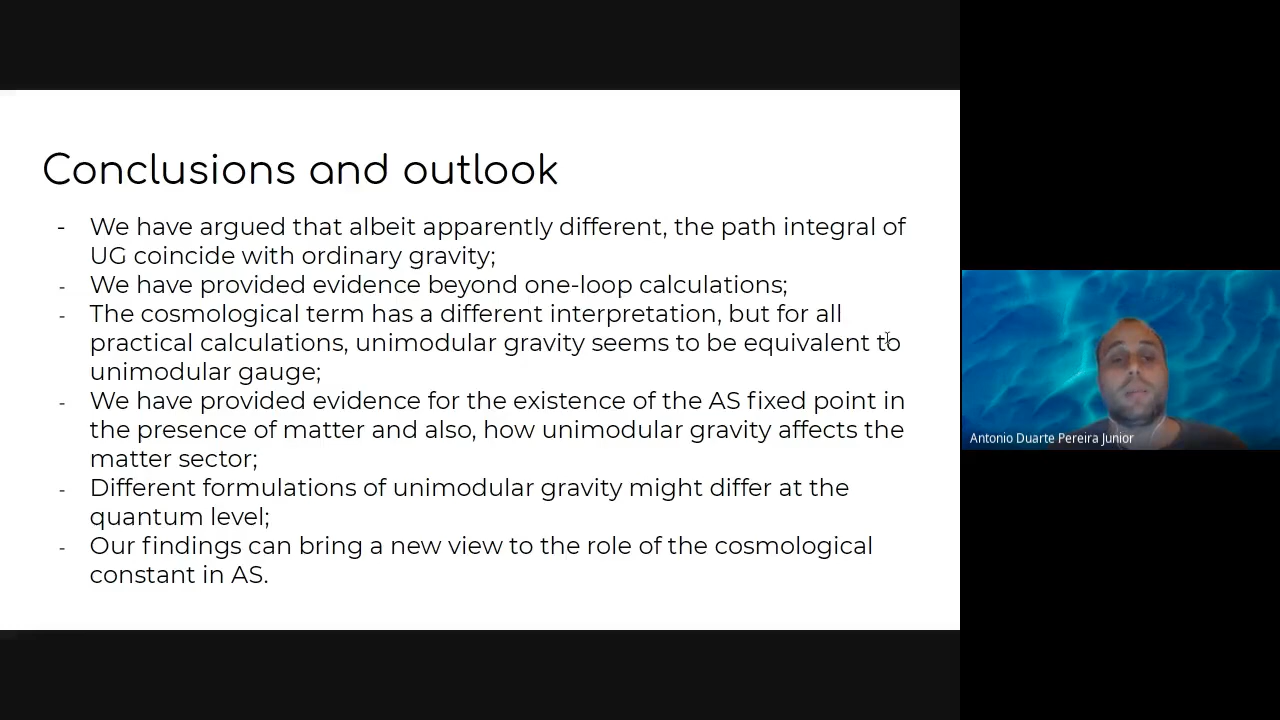 Conclusions and outlook
- We have argued that albeit apparently different, the path integral of
UG coincide with ordinary gravity;
- We have provided evidence beyond one-loop calculations;
- The cosmological term has a different interpretation, but for all
practical calculations, unimodular gravity seems to be equivalent to
unimodular gauge;
- We have provided evidence for the existence of the AS fixed point in
the presence of matter and also, how unimodular gravity affects the
matter sector;
- Different formulations of unimodular gravity might differ at the
quantum level;
- Our findings can bring a new view to the role of the cosmological
constant in AS.
Antonio Duarte Pereira Junior